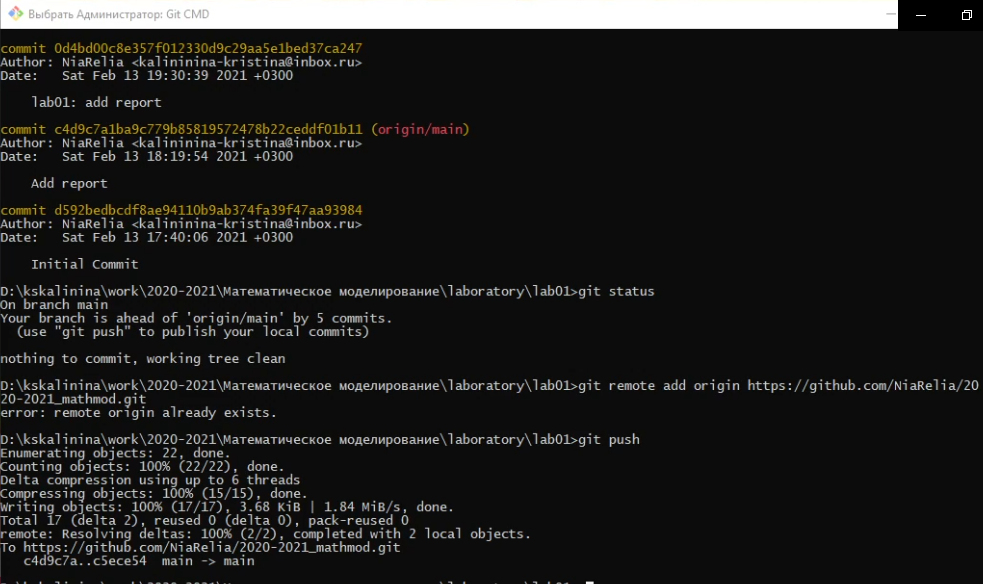 Выбрать Администратор: Git CMD
commit 0d4bd00c8e357f012330d9c29aa5e1bed37ca247
Author: NiaRelia <kalininina-kristina@inbox.ru>
Date:   Sat Feb 13 19:30:39 2021 +0300
    lab01: add report
commit c4d9c7a1ba9c779b85819572478b22ceddf01b11 (origin/main)
Author: NiaRelia <kalininina-kristina@inbox.ru>
Date:   Sat Feb 13 18:19:54 2021 +0300
    Add report
commit d592bedbcdf8ae94110b9ab374fa39f47aa93984
Author: NiaRelia <kalininina-kristina@inbox.ru>
Date:   Sat Feb 13 17:40:06 2021 +0300
    Initial Commit
D:\kskalinina\work\2020-2021\Математическое моделирование\laboratory\lab01>git status
On branch main
Your branch is ahead of 'origin/main' by 5 commits.
  (use "git push" to publish your local commits)
nothing to commit, working tree clean
D:\kskalinina\work\2020-2021\Математическое моделирование\laboratory\lab01>git remote add origin https://github.com/NiaRelia/20
20-2021_mathmod.git
error: remote origin already exists.
D:\kskalinina\work\2020-2021\Математическое моделирование\laboratory\lab01>git push
Enumerating objects: 22, done.
Counting objects: 100% (22/22), done.
Delta compression using up to 6 threads
Compressing objects: 100% (15/15), done.
Writing objects: 100% (17/17), 3.68 KiB | 1.84 MiB/s, done.
Total 17 (delta 2), reused 0 (delta 0), pack-reused 0
remote: Resolving deltas: 100% (2/2), completed with 2 local objects.
To https://github.com/NiaRelia/2020-2021_mathmod.git
   c4d9c7a..c5ece54  main -> main